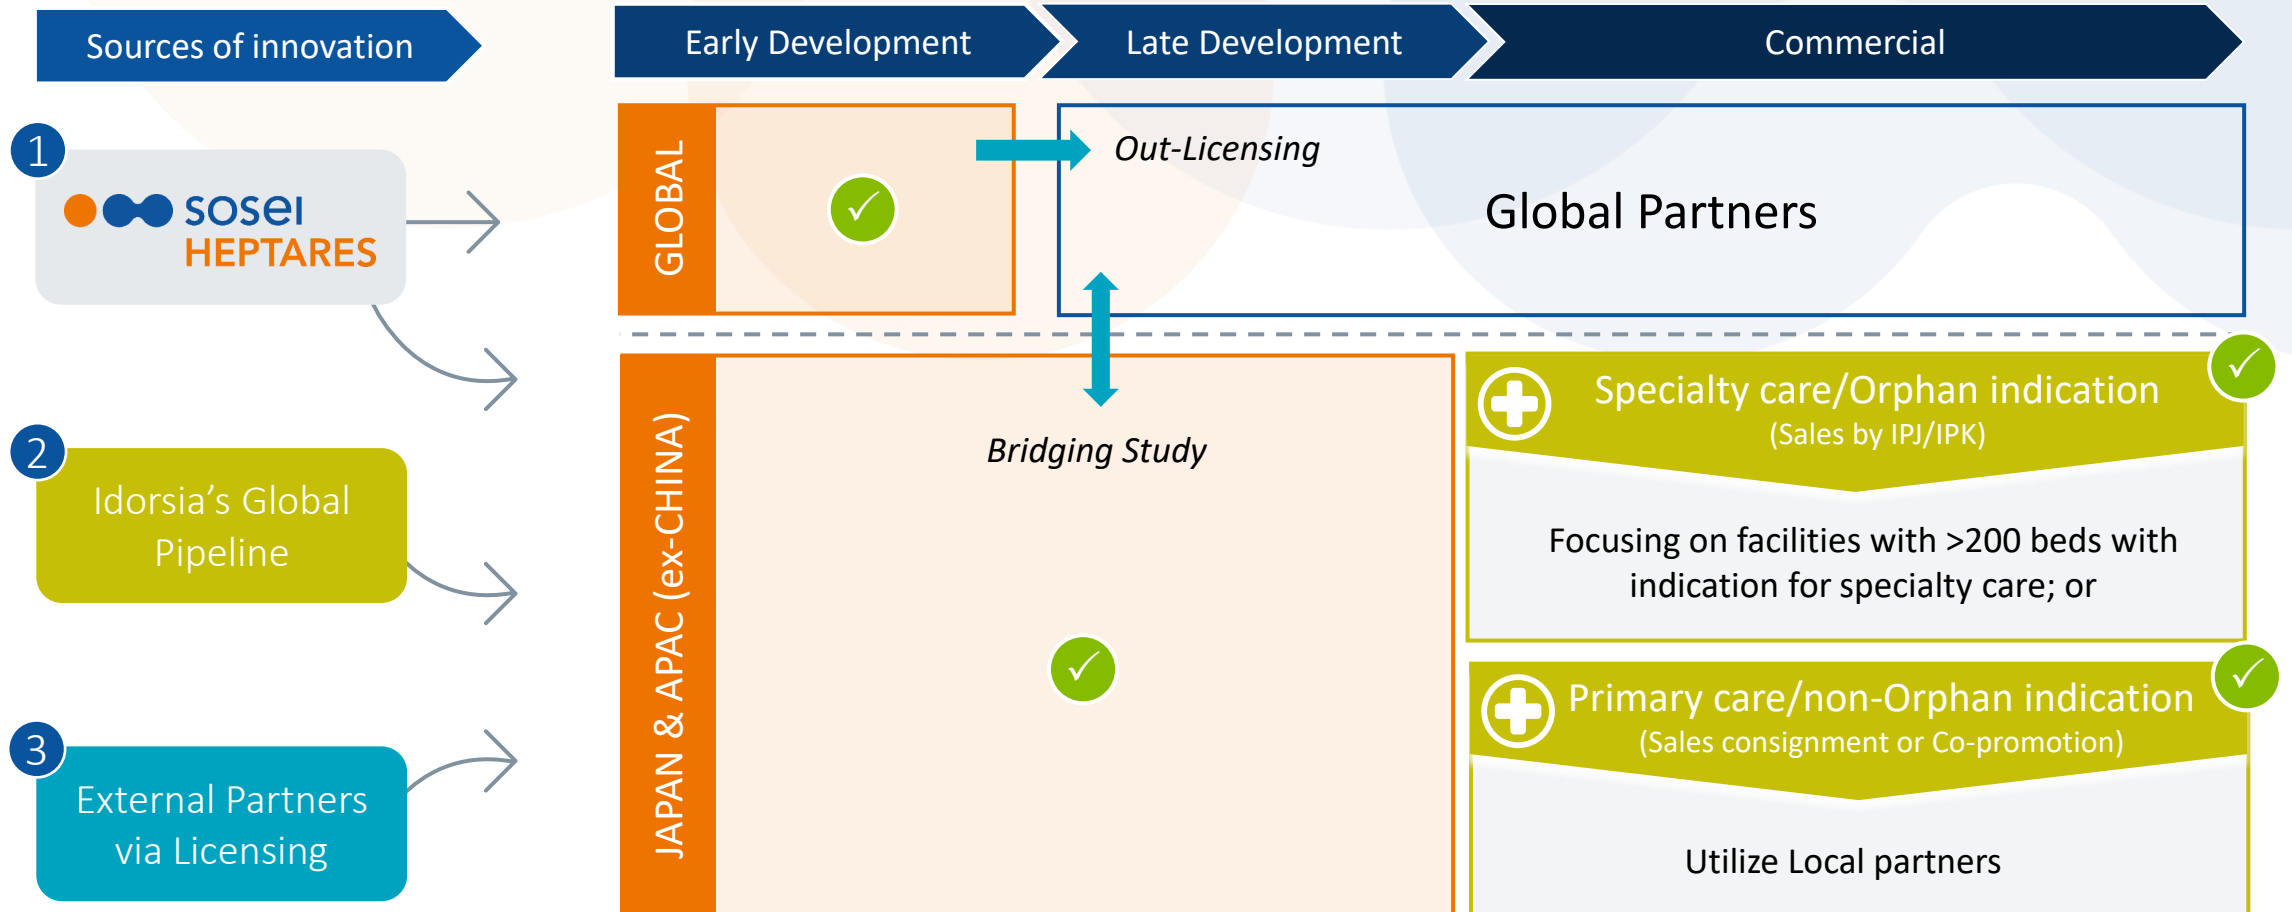 Sources of innovation
Early Development
Late Development
Commercial
1
sosei
HEPTARES
2
Idorsia’s Global
Pipeline
3
External Partners
via Licensing
GLOBAL
Out-Licensing
Global Partners
JAPAN & APAC (ex-CHINA)
Bridging Study
Specialty care/Orphan indication
(Sales by IPJ/IPK)
Focusing on facilities with >200 beds with
indication for specialty care; or
Primary care/non-Orphan indication
(Sales consignment or Co-promotion)
Utilize Local partners